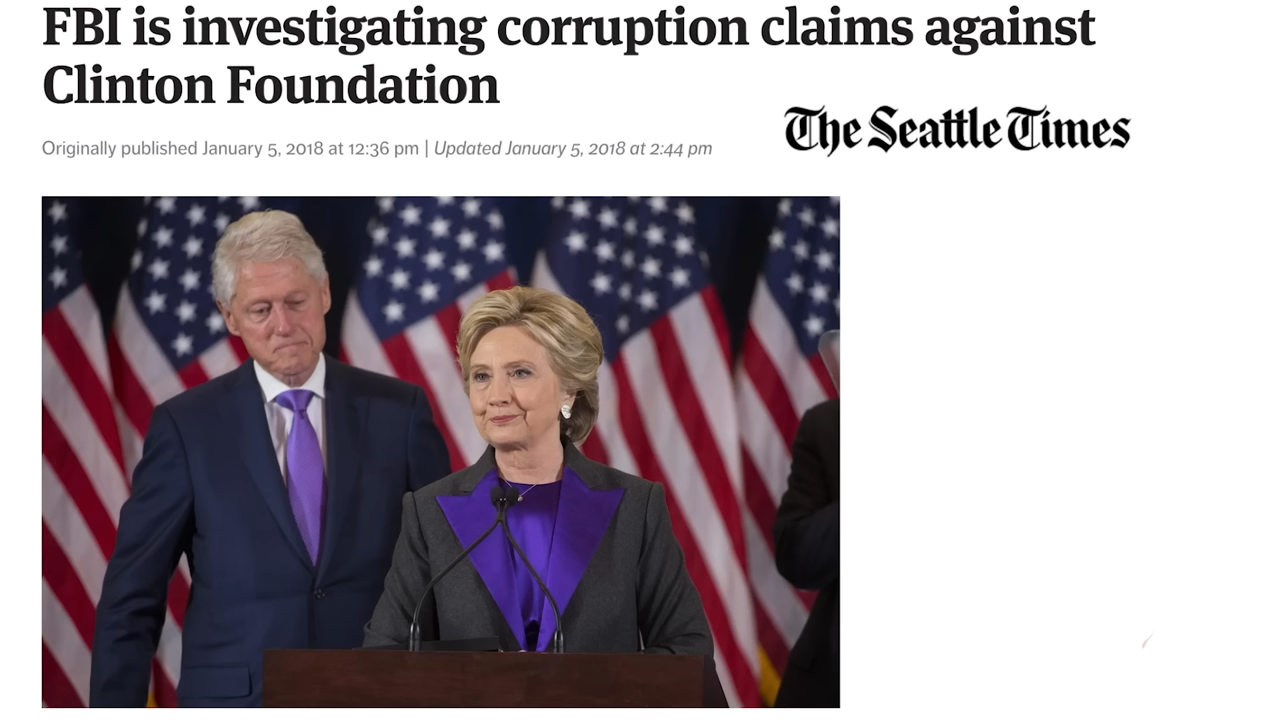 FBI is investigating corruption claims against
Clinton Foundation
Originally published January 5, 2018 at 12:36 pm | Updated January 5, 2018 at 2:44 pm
The Seattle Times